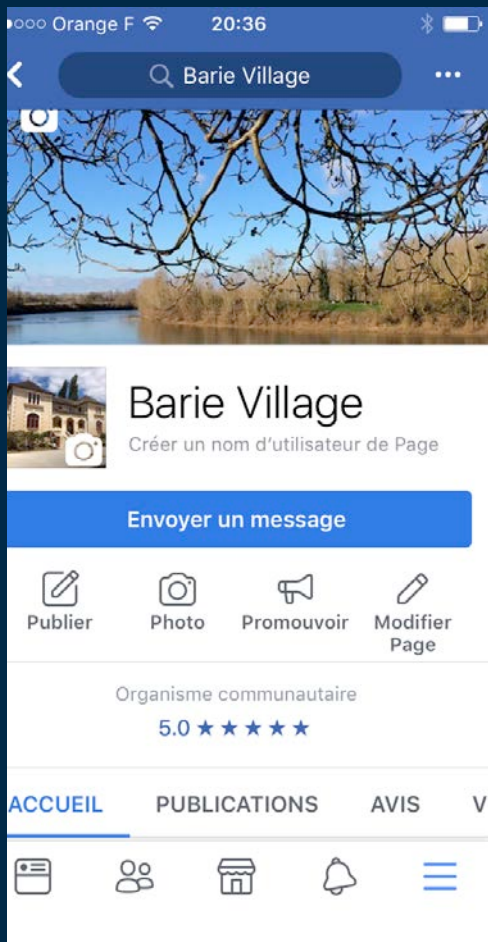 Orange F 20:36
Barie Village
Barie Village
Créer un nom d'utilisateur de Page
Envoyer un message
Publier Photo Promouvoir Modifier Page
Organisme communautaire
5.0 ★★★★★
ACCUEIL PUBLICATIONS AVIS V